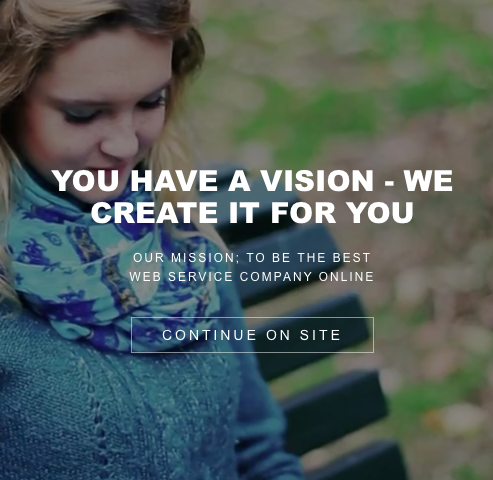 YOU HAVE A VISION - WE
CREATE IT FOR YOU
OUR MISSION; TO BE THE BEST
WEB SERVICE COMPANY ONLINE
CONTINUE ON SITE